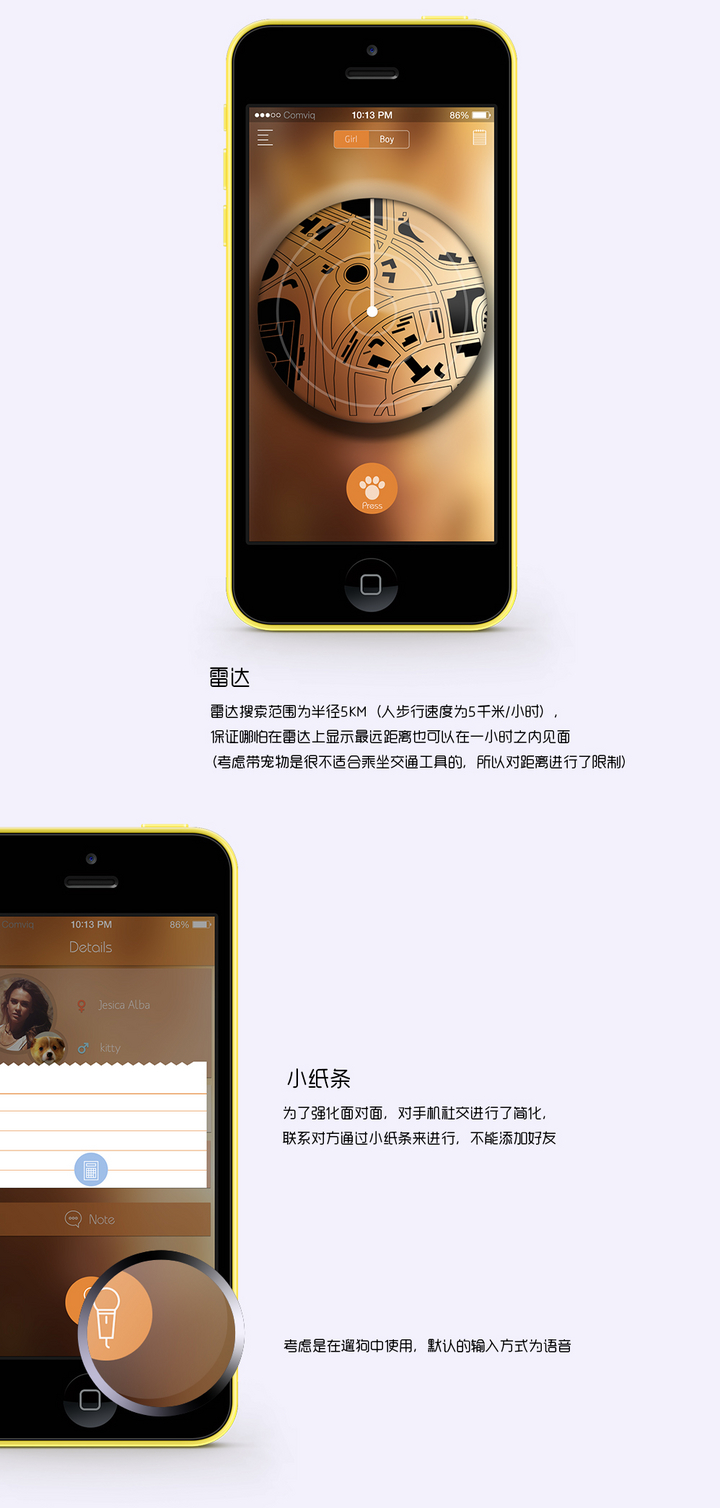 Comviq 10:13 PM 86%
Girl Boy
Press
雷达
雷达搜索范围为半径5KM（人步行速度为5千米/小时），
保证哪怕在雷达上显示最远距离也可以在一小时之内见面
（考虑带宠物是很不适合乘坐交通工具的，所以对距离进行了限制）
Comviq 10:13 PM 86%
Details
Jesica Alba
kitty
小纸条
为了强化面对面，对手机社交进行了简化，
联系对方通过小纸条来进行，不能添加好友
Note
考虑是在遛狗中使用，默认的输入方式为语音